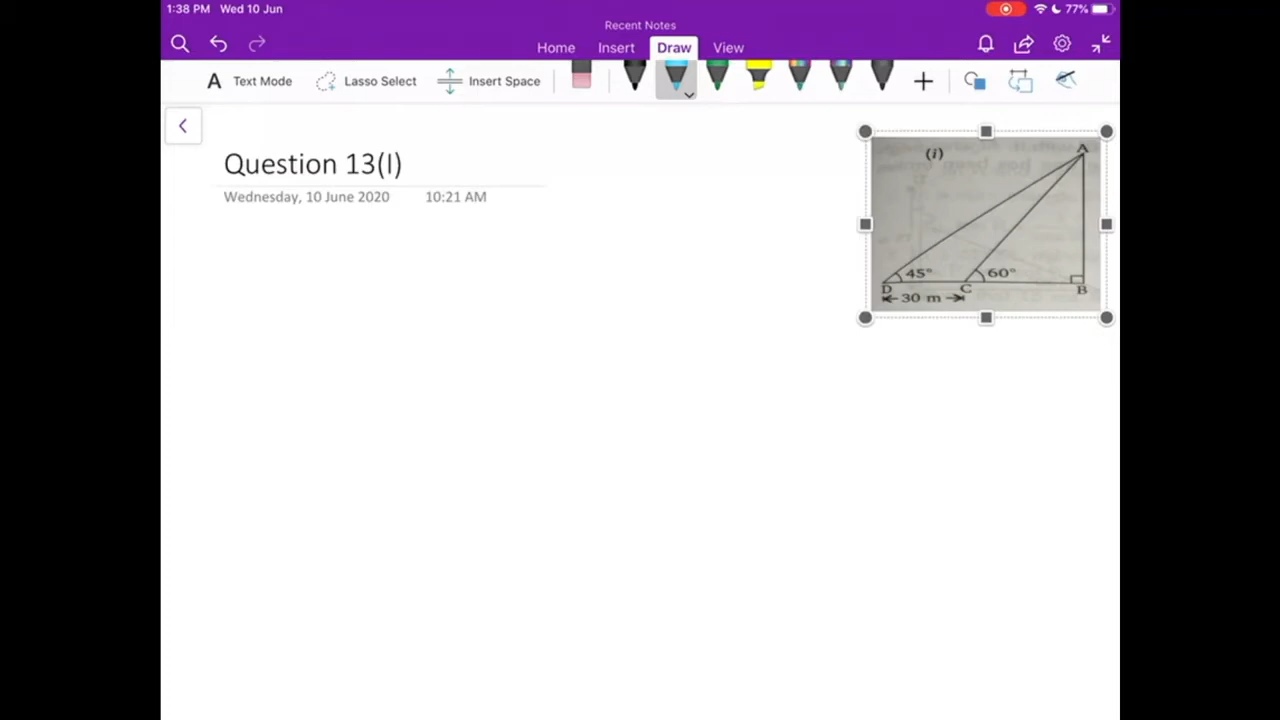 1:38 PM Wed 10 Jun
77%
Recent Notes
Home Insert Draw View
A Text Mode Lasso Select Insert Space
Question 13(I)
Wednesday, 10 June 2020 10:21 AM
(i)
A
45° 60°
D C B
30 m